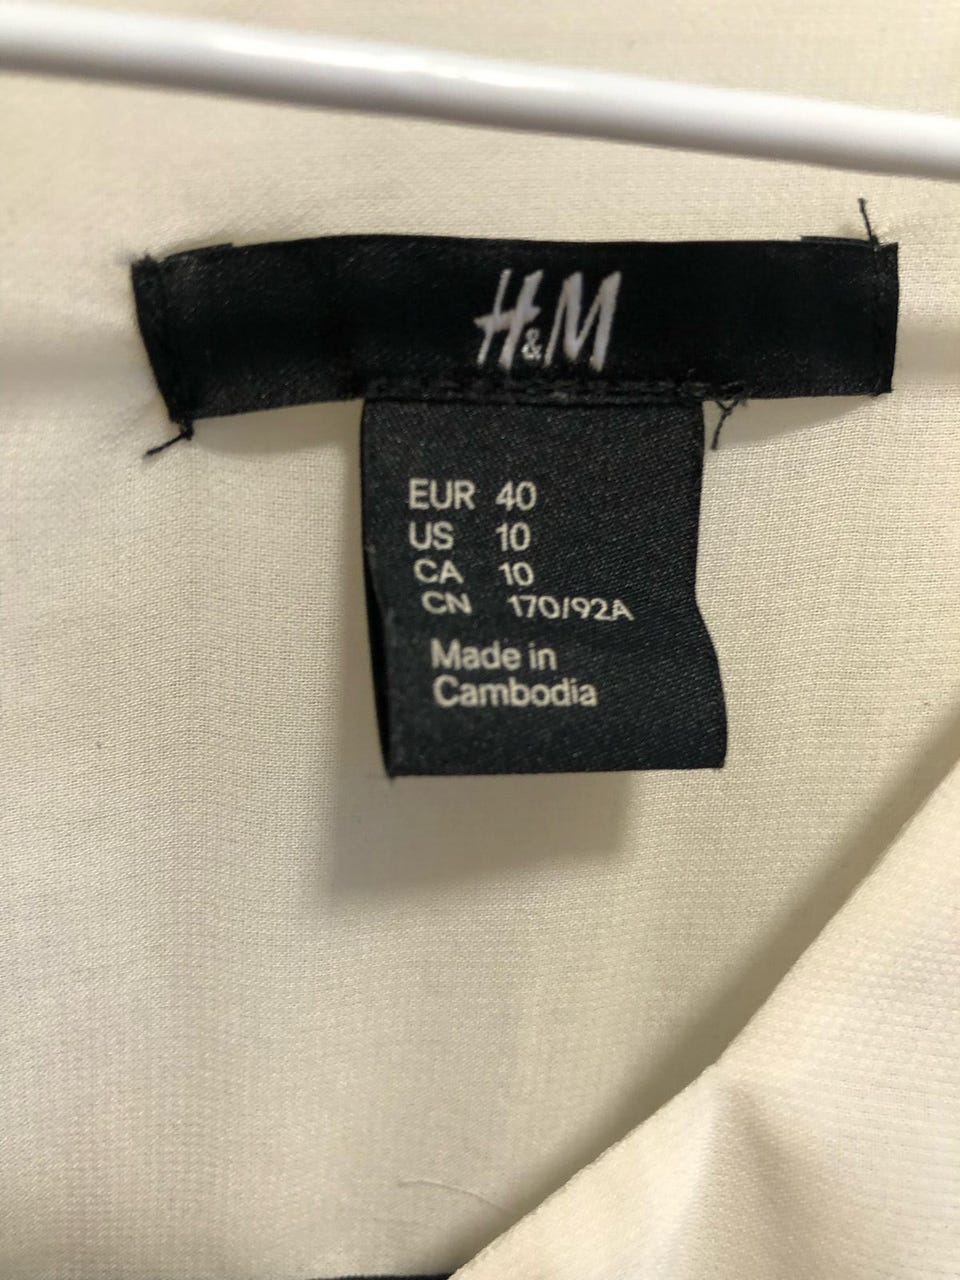 H&M
EUR 40
US 10
CA 10
CN 170/92A
Made in
Cambodia